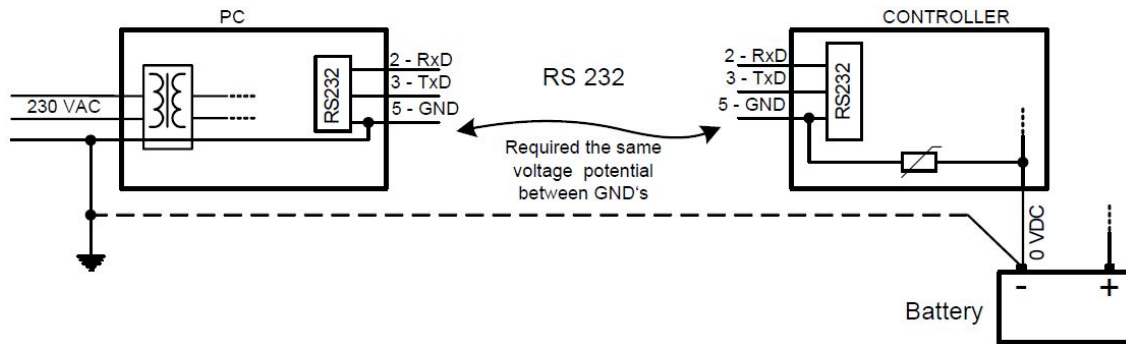 PC
230 VAC
RS232
2 - RxD
3 - TxD
5 - GND
RS 232
Required the same
voltage potential
between GND's
CONTROLLER
2 - RxD
3 - TxD
5 - GND
RS232
0 VDC
Battery
- +